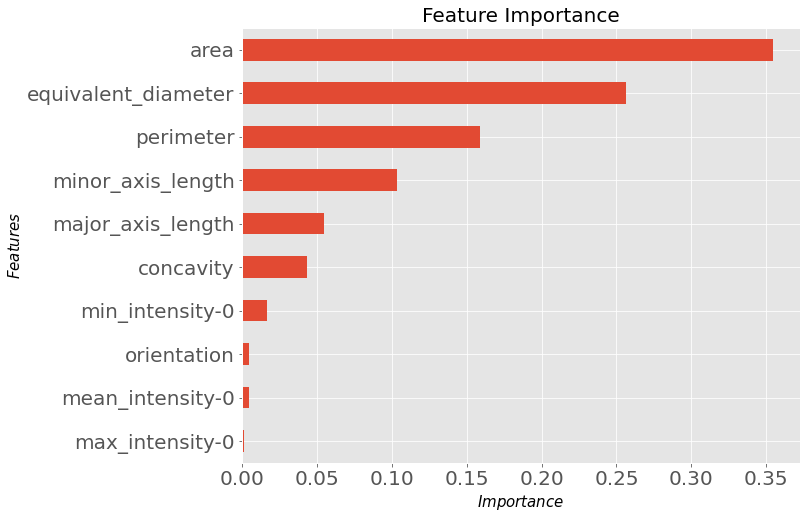 Feature Importance
area
equivalent_diameter
perimeter
minor_axis_length
major_axis_length
concavity
min_intensity-0
orientation
mean_intensity-0
max_intensity-0
Features
0.00 0.05 0.10 0.15 0.20 0.25 0.30 0.35
Importance